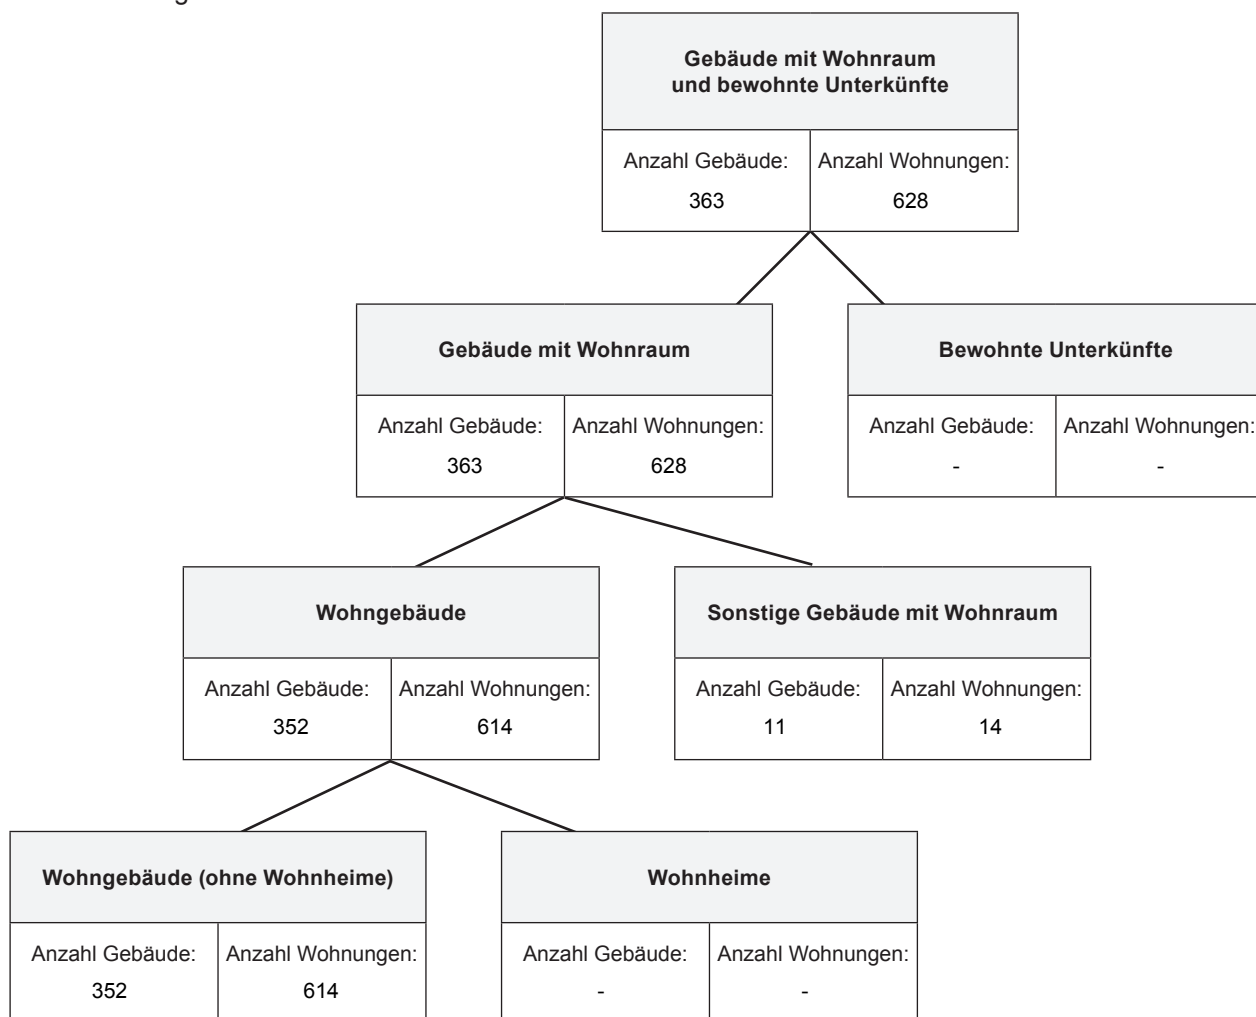 Gebäude mit Wohnraum
und bewohnte Unterkünfte
Anzahl Gebäude: Anzahl Wohnungen:
363 628
Gebäude mit Wohnraum Bewohnte Unterkünfte
Anzahl Gebäude: Anzahl Wohnungen: Anzahl Gebäude: Anzahl Wohnungen:
363 628 - -
Wohngebäude Sonstige Gebäude mit Wohnraum
Anzahl Gebäude: Anzahl Wohnungen: Anzahl Gebäude: Anzahl Wohnungen:
352 614 11 14
Wohngebäude (ohne Wohnheime) Wohnheime
Anzahl Gebäude: Anzahl Wohnungen: Anzahl Gebäude: Anzahl Wohnungen:
352 614 - -